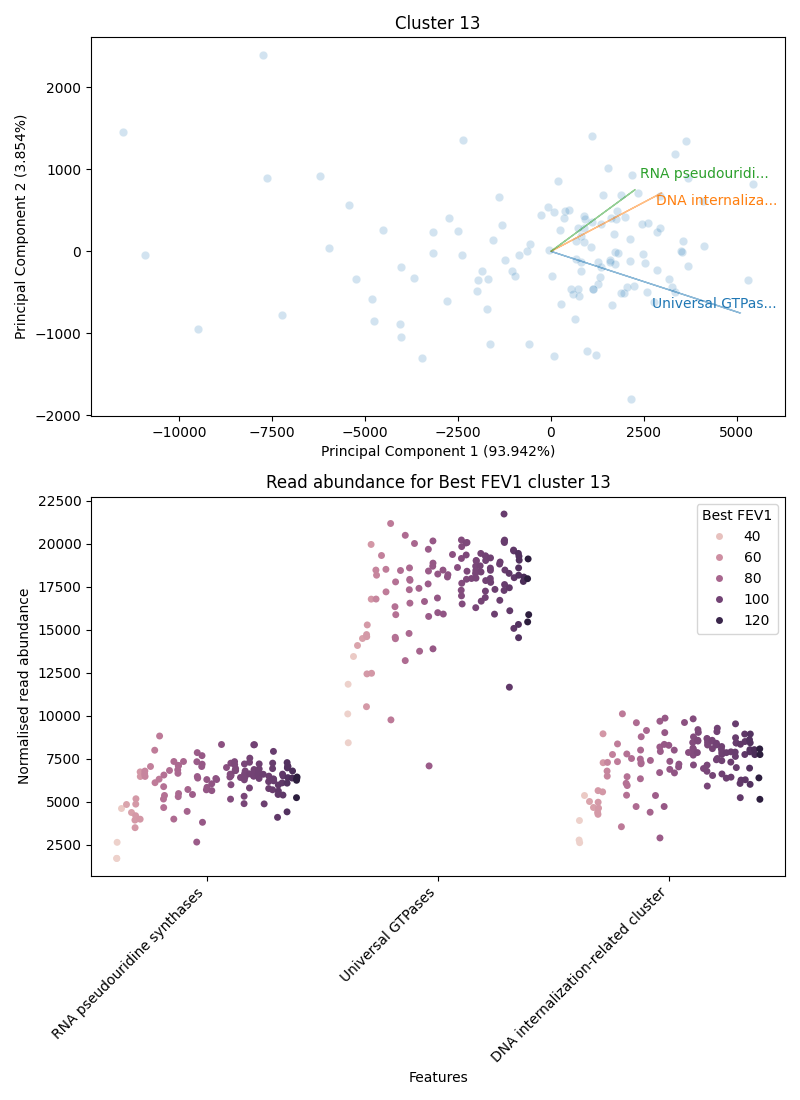 Cluster 13
Principal Component 2 (3.854%)
2000
1000
0
−1000
−2000
RNA pseudouridi...
DNA internaliza...
Universal GTPas...
−10000 −7500 −5000 −2500 0 2500 5000
Principal Component 1 (93.942%)
Read abundance for Best FEV1 cluster 13
Normalised read abundance
22500
20000
17500
15000
12500
10000
7500
5000
2500
Best FEV1
40
60
80
100
120
RNA pseudouridine synthases
Universal GTPases
DNA internalization-related cluster
Features